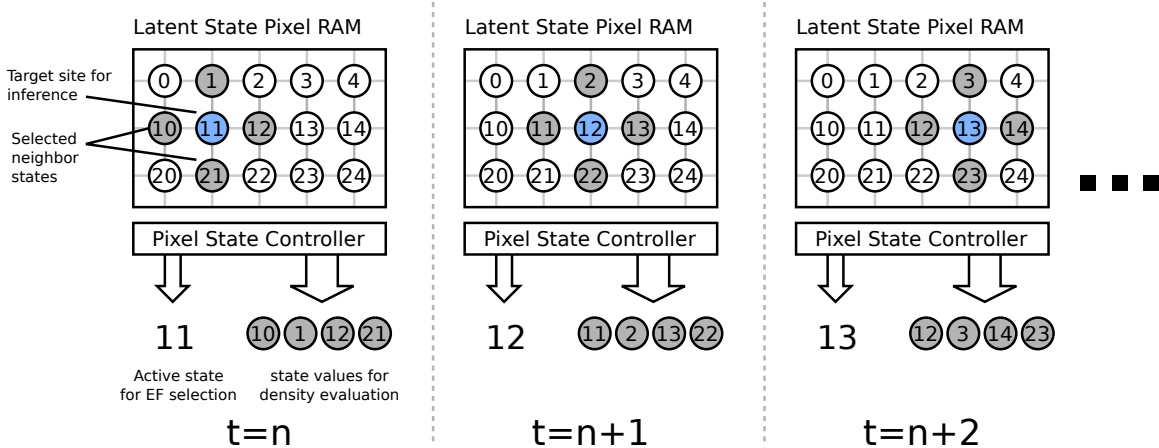 Latent State Pixel RAM
Target site for
inference
Selected
neighbor
states
0 1 2 3 4
10 11 12 13 14
20 21 22 23 24
Pixel State Controller
11
10 1 12 21
Active state
for EF selection
state values for
density evaluation
t=n
Latent State Pixel RAM
0 1 2 3 4
10 11 12 13 14
20 21 22 23 24
Pixel State Controller
12
11 2 13 22
t=n+1
Latent State Pixel RAM
0 1 2 3 4
10 11 12 13 14
20 21 22 23 24
Pixel State Controller
13
12 3 14 23
t=n+2